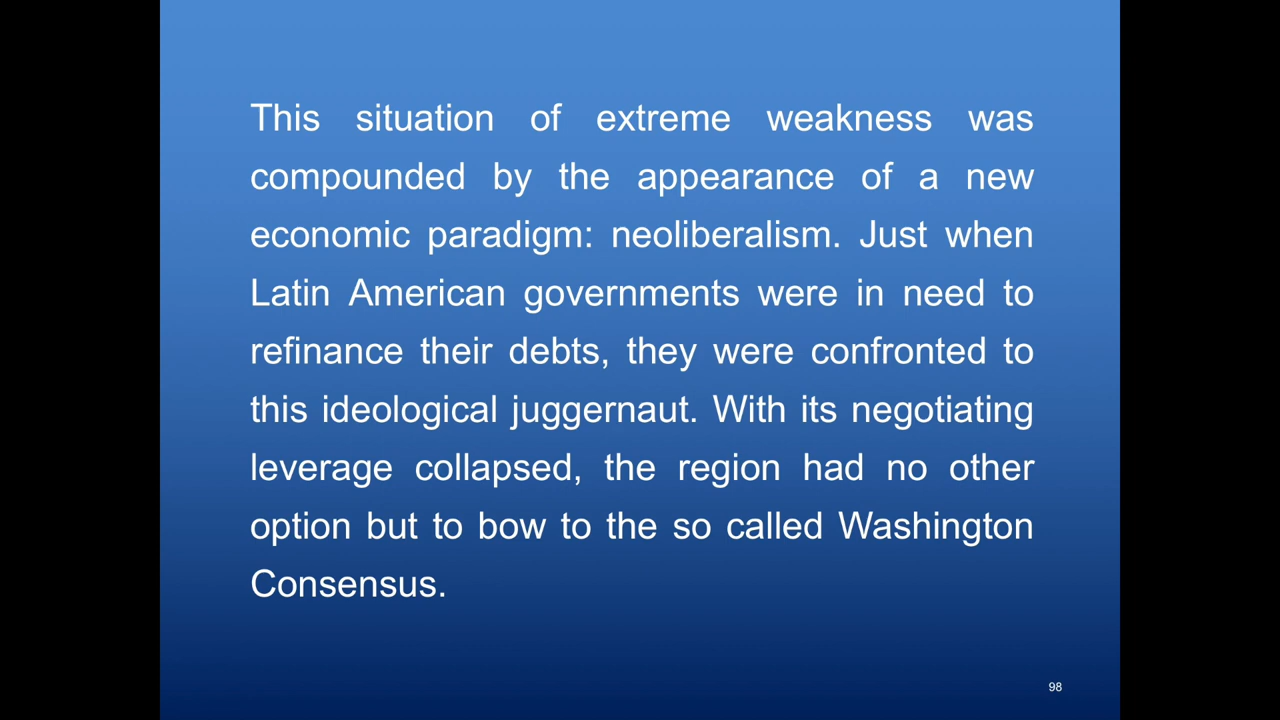 This situation of extreme weakness was
compounded by the appearance of a new
economic paradigm: neoliberalism. Just when
Latin American governments were in need to
refinance their debts, they were confronted to
this ideological juggernaut. With its negotiating
leverage collapsed, the region had no other
option but to bow to the so called Washington
Consensus.
98